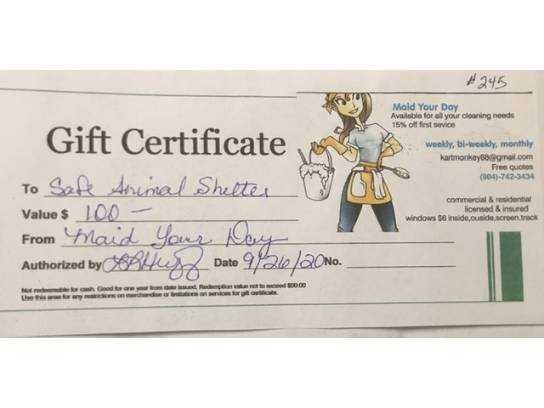 #245
Maid Your Day
Available for all your cleaning needs
15% off first sevice
weekly, bi-weekly, monthly
kartmonkey88@gmail.com
Free quotes
(904)-742-3434
commercial & residential
licensed & insured
windows $6 inside,ouside,screen,track
Gift Certificate
To Safe Animal Shelter
Value $ 100 —
From Maid Your Day
Authorized by
Date 9/26/20 No.
Not redeemable for cash. Good for one year from date issued. Redemption value not to exceed $00.00
Use this area for any restrictions on merchandise or limitations on services for gift certificate.